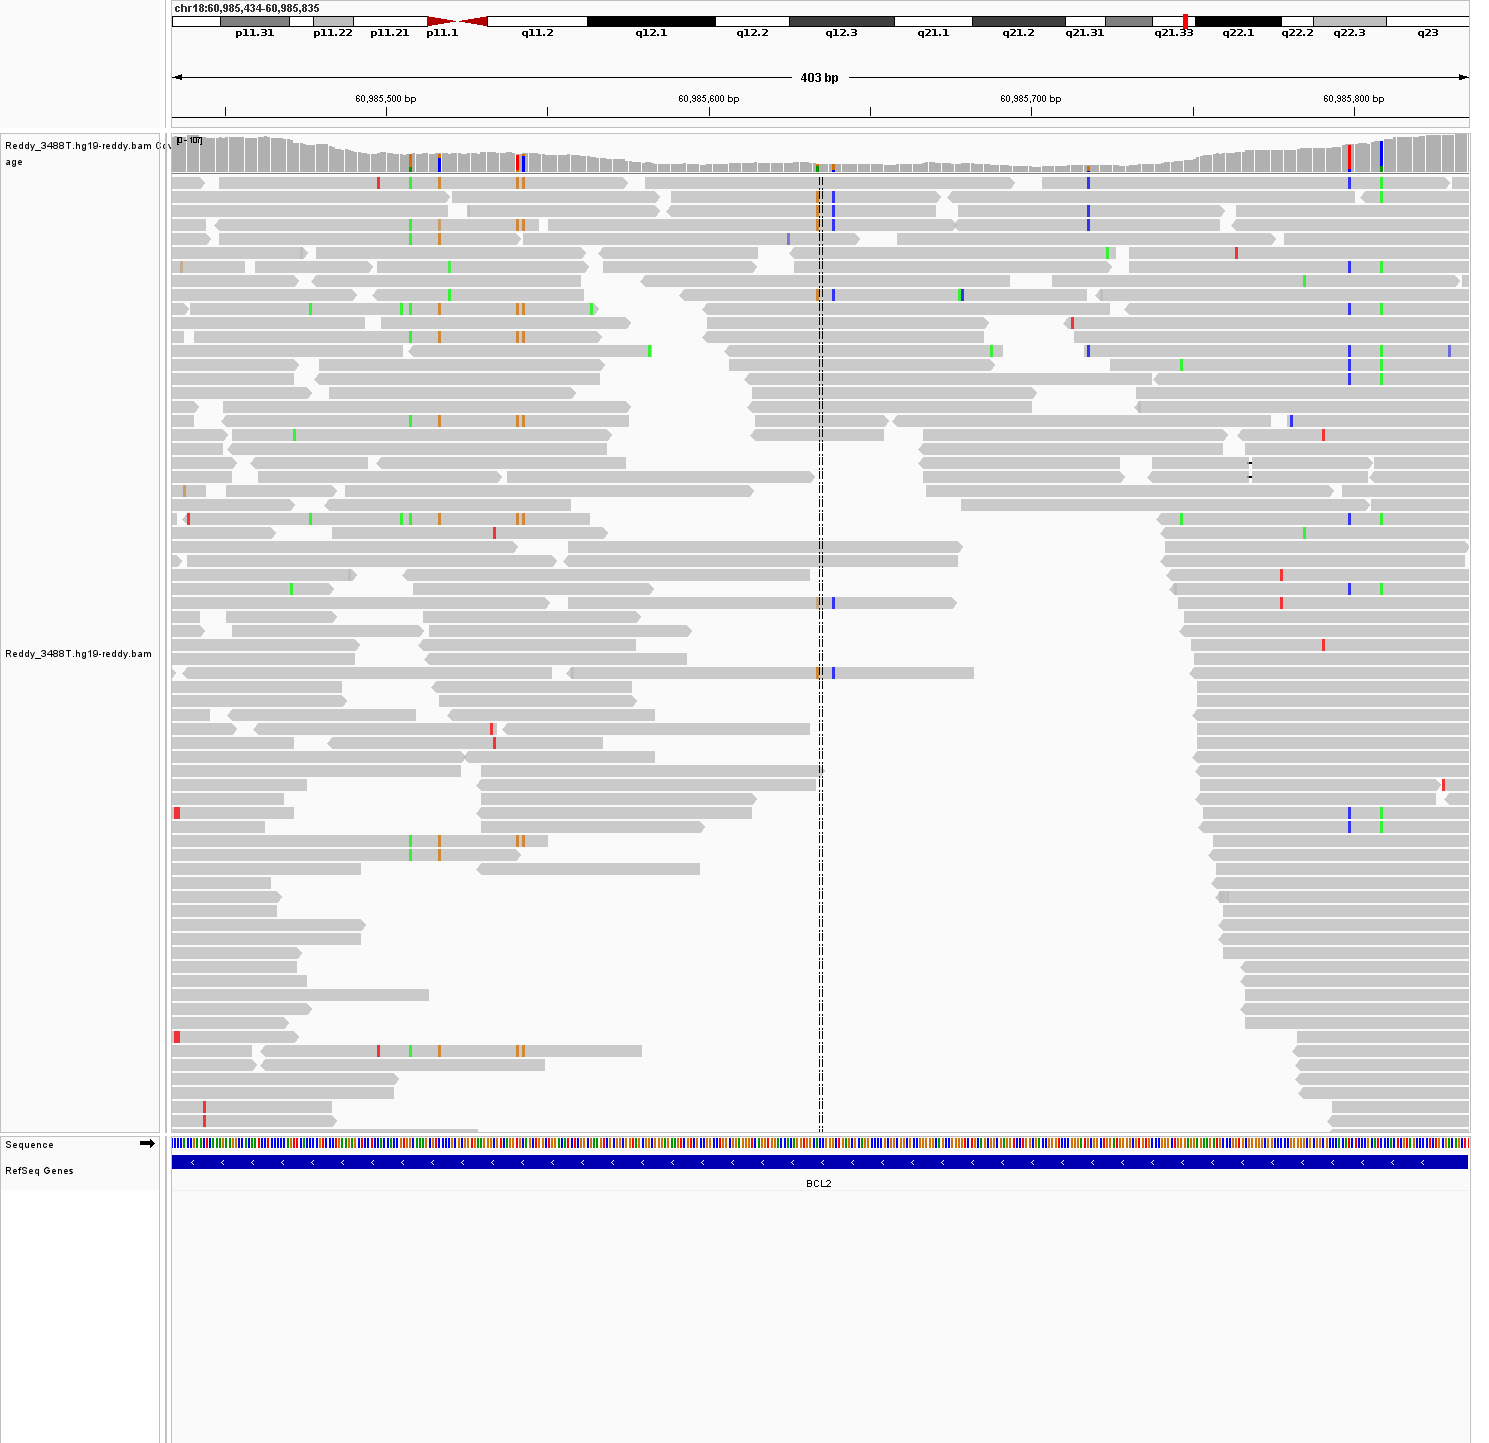 chr18:60,985,434-60,985,835
p11.31 p11.22 p11.21 p11.1 q11.2 q12.1 q12.2 q12.3 q21.1 q21.2 q21.31 q21.33 q22.1 q22.2 q22.3 q23
403 bp
60,985,500 bp 60,985,600 bp 60,985,700 bp 60,985,800 bp
Reddy_3488T.hg19-reddy.bam Cov
age
[0 - 107]
Reddy_3488T.hg19-reddy.bam
Sequence
RefSeq Genes
BCL2